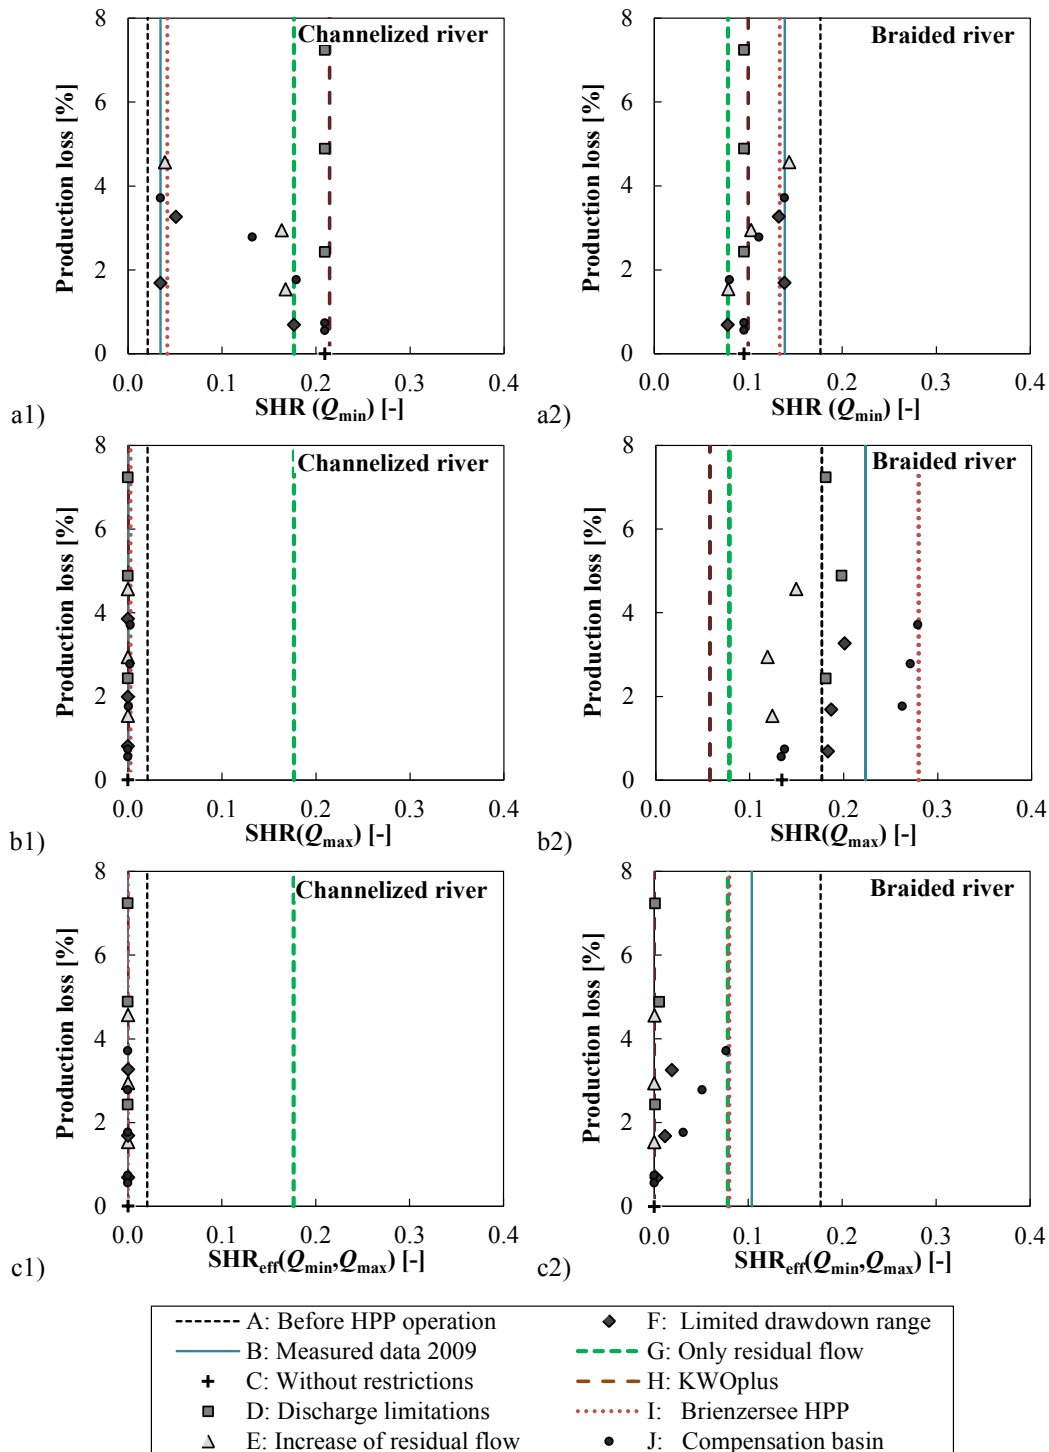 Channelized river
Production loss [%]
8
6
4
2
0
0.0 0.1 0.2 0.3 0.4
SHR (Qmin) [-]
a1)
Braided river
Production loss [%]
8
6
4
2
0
0.0 0.1 0.2 0.3 0.4
SHR (Qmin) [-]
a2)
Channelized river
Production loss [%]
8
6
4
2
0
0.0 0.1 0.2 0.3 0.4
SHR(Qmax) [-]
b1)
Braided river
Production loss [%]
8
6
4
2
0
0.0 0.1 0.2 0.3 0.4
SHR(Qmax) [-]
b2)
Channelized river
Production loss [%]
8
6
4
2
0
0.0 0.1 0.2 0.3 0.4
SHReff(Qmin,Qmax) [-]
c1)
Braided river
Production loss [%]
8
6
4
2
0
0.0 0.1 0.2 0.3 0.4
SHReff(Qmin,Qmax) [-]
c2)
A: Before HPP operation
B: Measured data 2009
C: Without restrictions
D: Discharge limitations
E: Increase of residual flow
F: Limited drawdown range
G: Only residual flow
H: KWOplus
I: Brienzersee HPP
J: Compensation basin